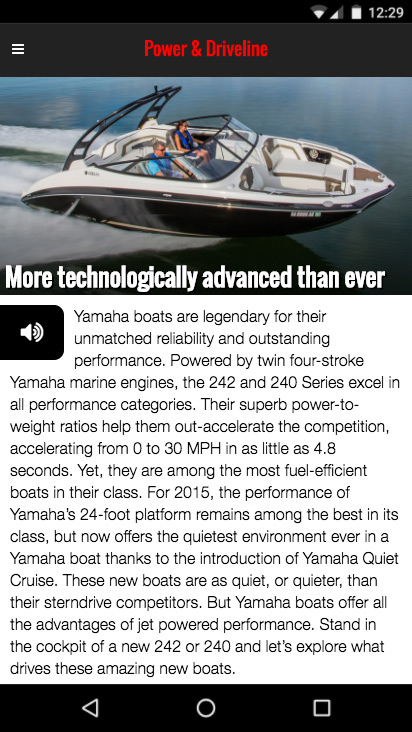 12:29
Power & Driveline
More technologically advanced than ever
Yamaha boats are legendary for their
unmatched reliability and outstanding
performance. Powered by twin four-stroke
Yamaha marine engines, the 242 and 240 Series excel in
all performance categories. Their superb power-to-
weight ratios help them out-accelerate the competition,
accelerating from 0 to 30 MPH in as little as 4.8
seconds. Yet, they are among the most fuel-efficient
boats in their class. For 2015, the performance of
Yamaha's 24-foot platform remains among the best in its
class, but now offers the quietest environment ever in a
Yamaha boat thanks to the introduction of Yamaha Quiet
Cruise. These new boats are as quiet, or quieter, than
their sterndrive competitors. But Yamaha boats offer all
the advantages of jet powered performance. Stand in
the cockpit of a new 242 or 240 and let's explore what
drives these amazing new boats.